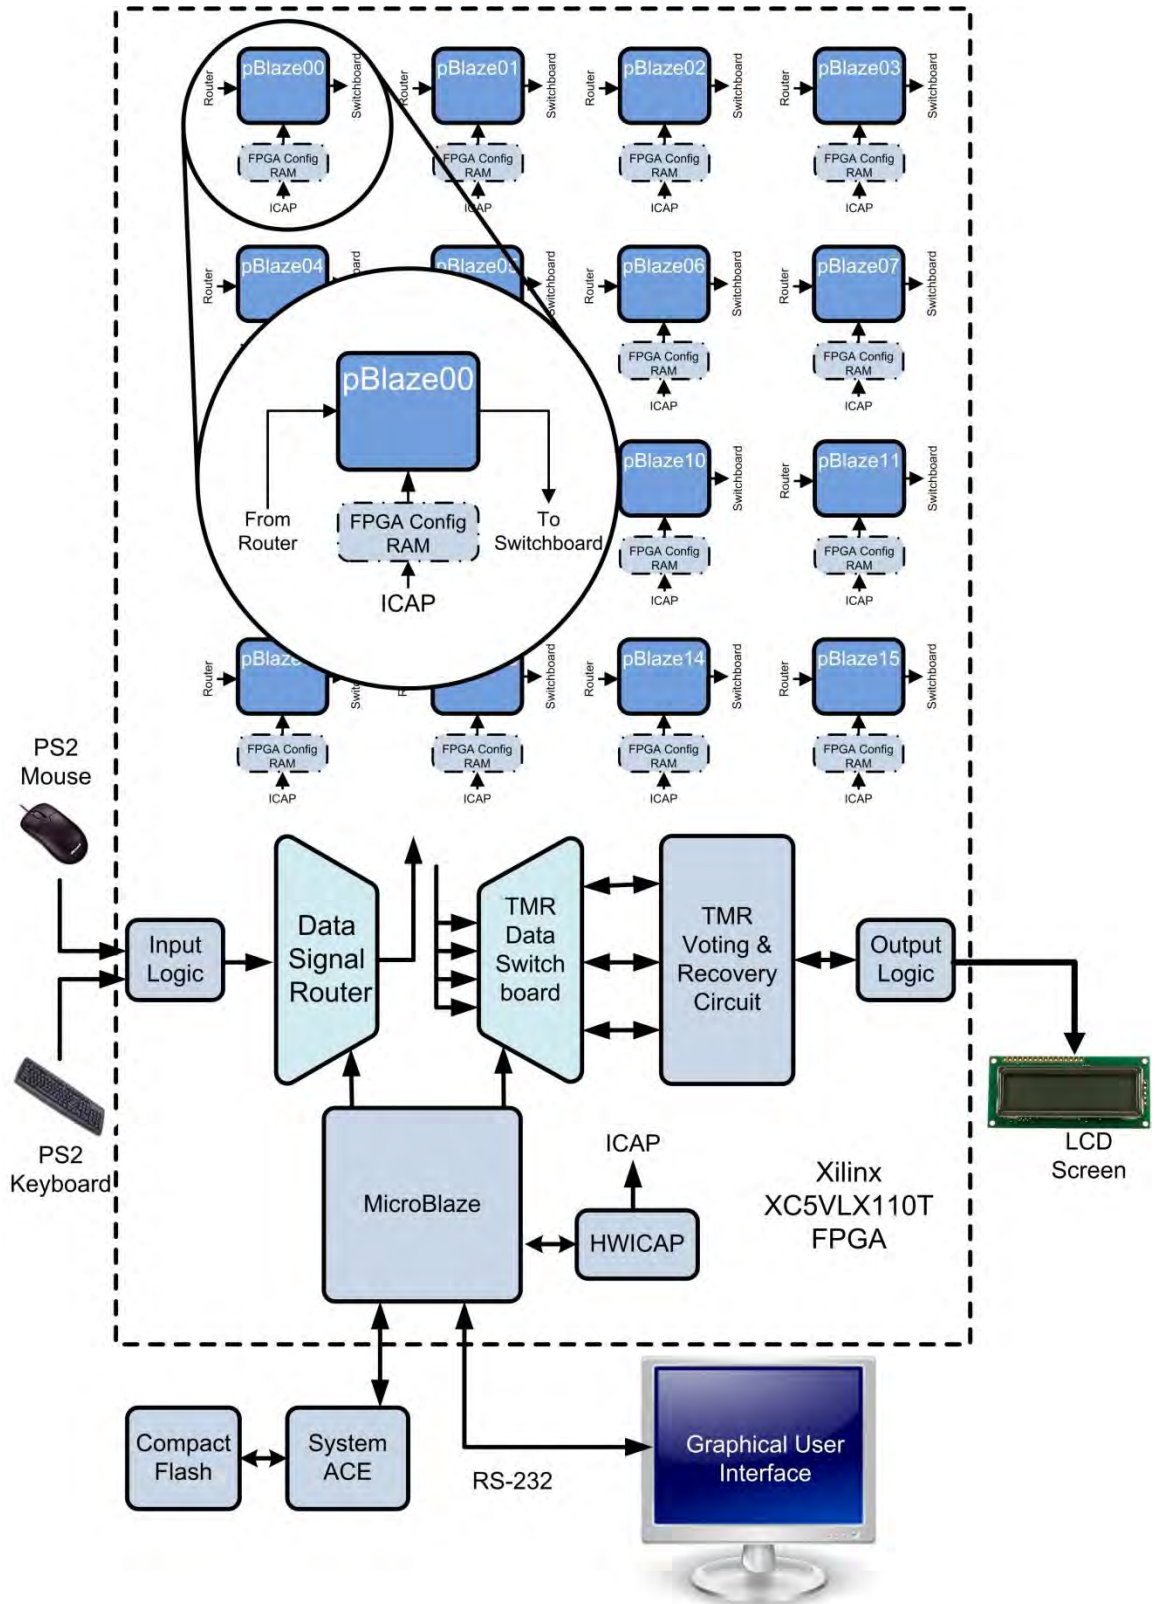 pBlaze00
pBlaze01
pBlaze02
pBlaze03
Router
Switchboard
Router
Switchboard
Router
Switchboard
Router
Switchboard
FPGA Config
RAM
FPGA Config
RAM
FPGA Config
RAM
FPGA Config
RAM
ICAP
ICAP
ICAP
ICAP
pBlaze04
pBlaze05
pBlaze06
pBlaze07
Router
Switchboard
Router
Switchboard
Router
Switchboard
FPGA Config
RAM
FPGA Config
RAM
ICAP
ICAP
pBlaze00
From
Router
FPGA Config
RAM
To
Switchboard
ICAP
pBlaze10
pBlaze11
Switchboard
Router
Switchboard
FPGA Config
RAM
FPGA Config
RAM
ICAP
ICAP
pBlaze
pBlaze14
pBlaze15
Router
Switchboard
Router
Switchboard
Router
Switchboard
FPGA Config
RAM
FPGA Config
RAM
FPGA Config
RAM
FPGA Config
RAM
ICAP
ICAP
ICAP
ICAP
PS2
Mouse
Input
Logic
Data
Signal
Router
TMR
Data
Switch
board
TMR
Voting &
Recovery
Circuit
Output
Logic
PS2
Keyboard
LCD
Screen
MicroBlaze
ICAP
HWICAP
Xilinx
XC5VLX110T
FPGA
Compact
Flash
System
ACE
RS-232
Graphical User
Interface